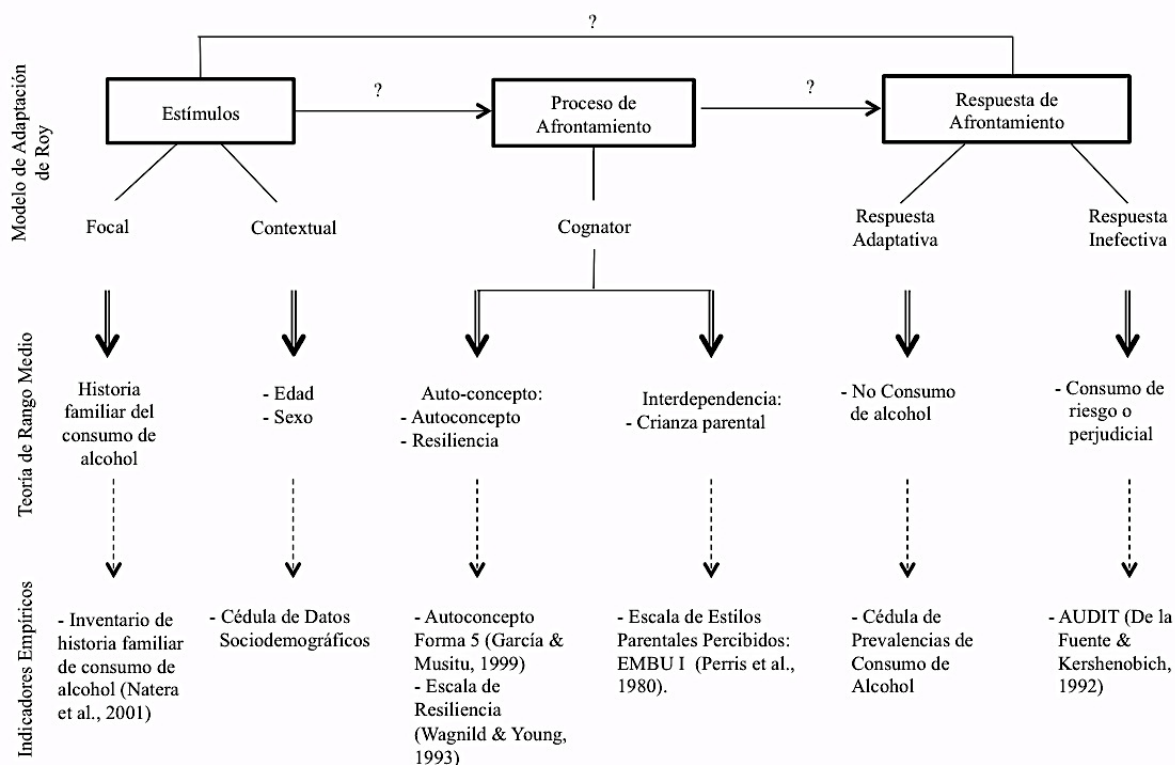 ?
Modelo de Adaptación
de Roy
Estímulos
?
Proceso de
Afrontamiento
?
Respuesta de
Afrontamiento
Focal
Contextual
Cognator
Respuesta
Adaptativa
Respuesta
Inefectiva
Teoría de Rango Medio
Historia
familiar del
consumo de
alcohol
- Edad
- Sexo
Auto-concepto:
- Autoconcepto
- Resiliencia
Interdependencia:
- Crianza parental
- No Consumo
de alcohol
- Consumo de
riesgo o
perjudicial
Indicadores Empíricos
- Inventario de
historia familiar
de consumo de
alcohol (Natera
et al., 2001)
- Cédula de Datos
Sociodemográficos
- Autoconcepto
Forma 5 (García &
Musitu, 1999)
- Escala de
Resiliencia
(Wagnild & Young,
1993)
- Escala de Estilos
Parentales Percibidos:
EMBU I (Perris et al.,
1980).
- Cédula de
Prevalencias de
Consumo de
Alcohol
- AUDIT (De la
Fuente &
Kershenobich,
1992)